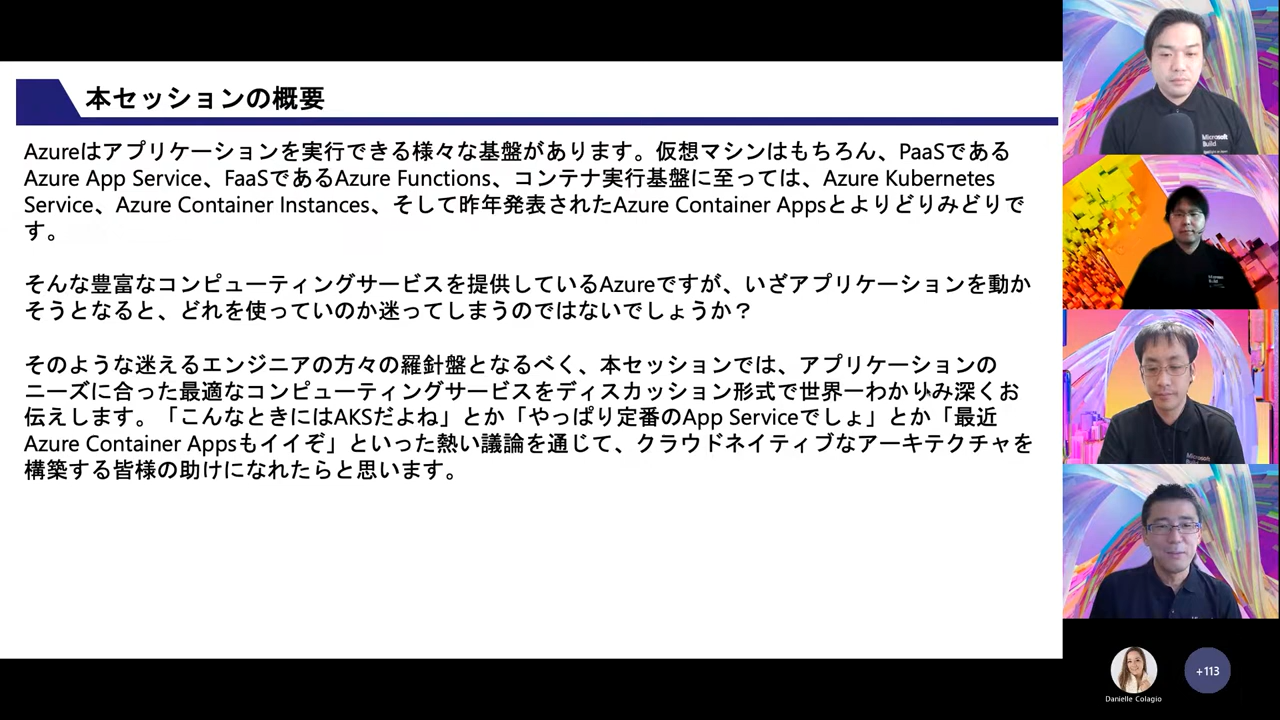 本セッションの概要
Azureはアプリケーションを実行できる様々な基盤があります。仮想マシンはもちろん、PaaSである
Azure App Service、FaaSであるAzure Functions、コンテナ実行基盤に至っては、Azure Kubernetes
Service、Azure Container Instances、そして昨年発表されたAzure Container Appsとよりどりみどりで
す。
そんな豊富なコンピューティングサービスを提供しているAzureですが、いざアプリケーションを動か
そうとなると、どれを使っていのか迷ってしまうのではないでしょうか？
そのような迷えるエンジニアの方々の羅針盤となるべく、本セッションでは、アプリケーションの
ニーズに合った最適なコンピューティングサービスをディスカッション形式で世界一わかりみ深くお
伝えします。「こんなときにはAKSだよね」とか「やっぱり定番のApp Serviceでしょ」とか「最近
Azure Container Appsもイイぞ」といった熱い議論を通じて、クラウドネイティブなアーキテクチャを
構築する皆様の助けになれたらと思います。
Microsoft
Build
Microsoft
Build
Microsoft
Build
Danielle Colagio
+113